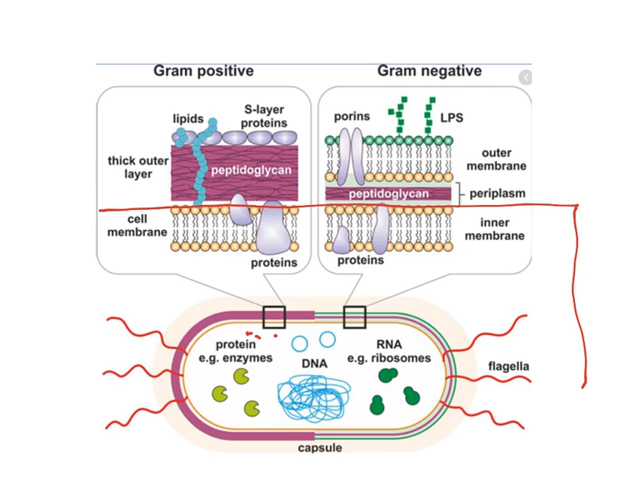 Gram positive
Gram negative
lipids
S-layer
proteins
thick outer
layer
peptidoglycan
cell
membrane
proteins
porins
LPS
outer
membrane
peptidoglycan
periplasm
inner
membrane
proteins
protein
e.g. enzymes
DNA
RNA
e.g. ribosomes
flagella
capsule